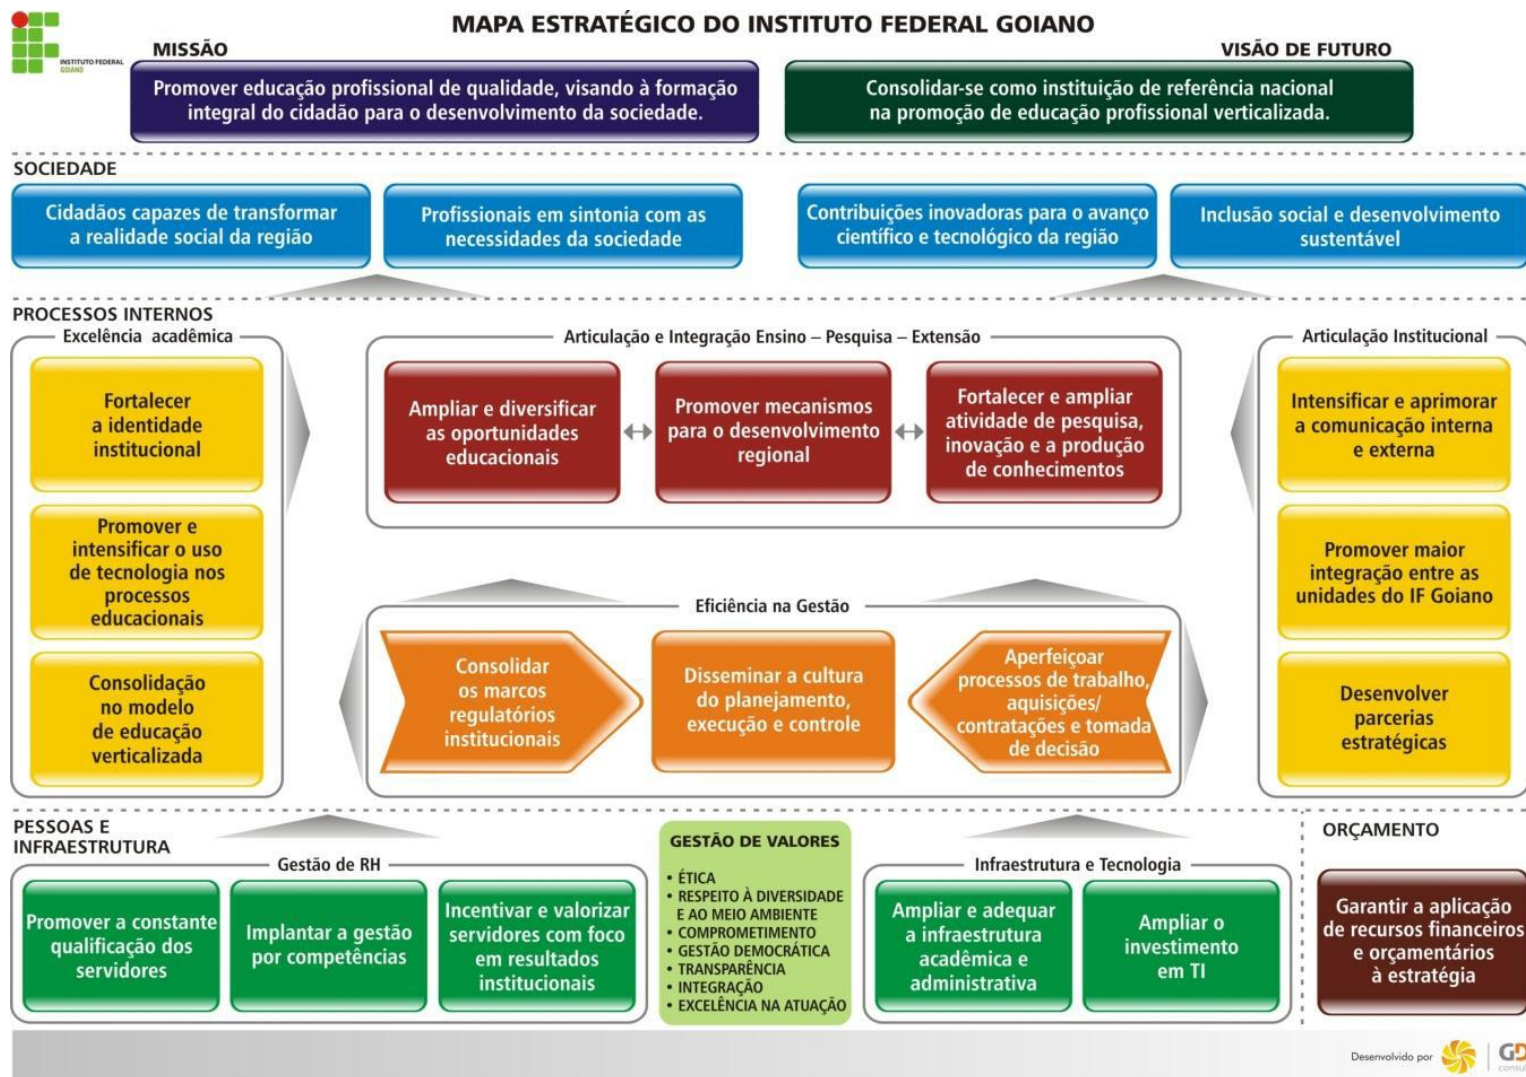 MAPA ESTRATÉGICO DO INSTITUTO FEDERAL GOIANO
INSTITUTO FEDERAL
GOIANO
MISSÃO
Promover educação profissional de qualidade, visando à formação
integral do cidadão para o desenvolvimento da sociedade.
VISÃO DE FUTURO
Consolidar-se como instituição de referência nacional
na promoção de educação profissional verticalizada.
SOCIEDADE
Cidadãos capazes de transformar
a realidade social da região
Profissionais em sintonia com as
necessidades da sociedade
Contribuições inovadoras para o avanço
científico e tecnológico da região
Inclusão social e desenvolvimento
sustentável
PROCESSOS INTERNOS
Excelência acadêmica
Fortalecer
a identidade
institucional
Promover e
intensificar o uso
de tecnologia nos
processos
educacionais
Consolidação
no modelo
de educação
verticalizada
Articulação e Integração Ensino – Pesquisa – Extensão
Ampliar e diversificar
as oportunidades
educacionais
Promover mecanismos
para o desenvolvimento
regional
Fortalecer e ampliar
atividade de pesquisa,
inovação e a produção
de conhecimentos
Eficiência na Gestão
Consolidar
os marcos
regulatórios
institucionais
Disseminar a cultura
do planejamento,
execução e controle
Aperfeiçoar
processos de trabalho,
aquisições/
contratações e tomada
de decisão
Articulação Institucional
Intensificar e aprimorar
a comunicação interna
e externa
Promover maior
integração entre as
unidades do IF Goiano
Desenvolver
parcerias
estratégicas
PESSOAS E
INFRAESTRUTURA
Gestão de RH
Promover a constante
qualificação dos
servidores
Implantar a gestão
por competências
Incentivar e valorizar
servidores com foco
em resultados
institucionais
GESTÃO DE VALORES
• ÉTICA
• RESPEITO À DIVERSIDADE
E AO MEIO AMBIENTE
• COMPROMETIMENTO
• GESTÃO DEMOCRÁTICA
• TRANSPARÊNCIA
• INTEGRAÇÃO
• EXCELÊNCIA NA ATUAÇÃO
Infraestrutura e Tecnologia
Ampliar e adequar
a infraestrutura
acadêmica e
administrativa
Ampliar o
investimento
em TI
ORÇAMENTO
Garantir a aplicação
de recursos financeiros
e orçamentários
à estratégia
Desenvolvido por